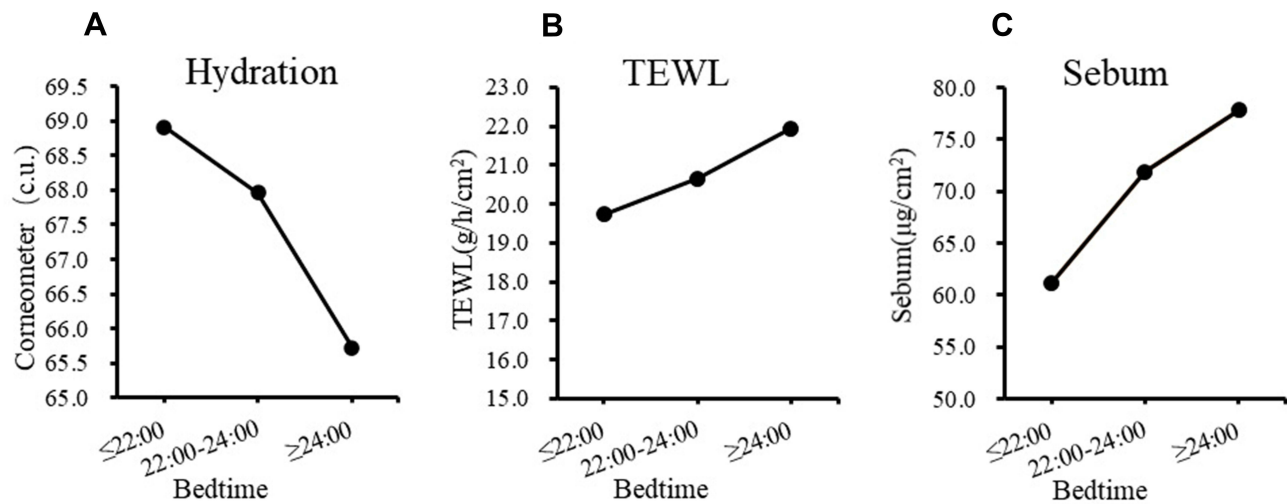 A
Hydration
Corneometer (c.u.)
69.5
69.0
68.5
68.0
67.5
67.0
66.5
66.0
65.5
65.0
≤22:00
22:00-24:00
≥24:00
Bedtime
B
TEWL
TEWL(g/h/cm²)
23.0
22.0
21.0
20.0
19.0
18.0
17.0
16.0
15.0
≤22:00
22:00-24:00
≥24:00
Bedtime
C
Sebum
Sebum(μg/cm²)
80.0
75.0
70.0
65.0
60.0
55.0
50.0
≤22:00
22:00-24:00
≥24:00
Bedtime